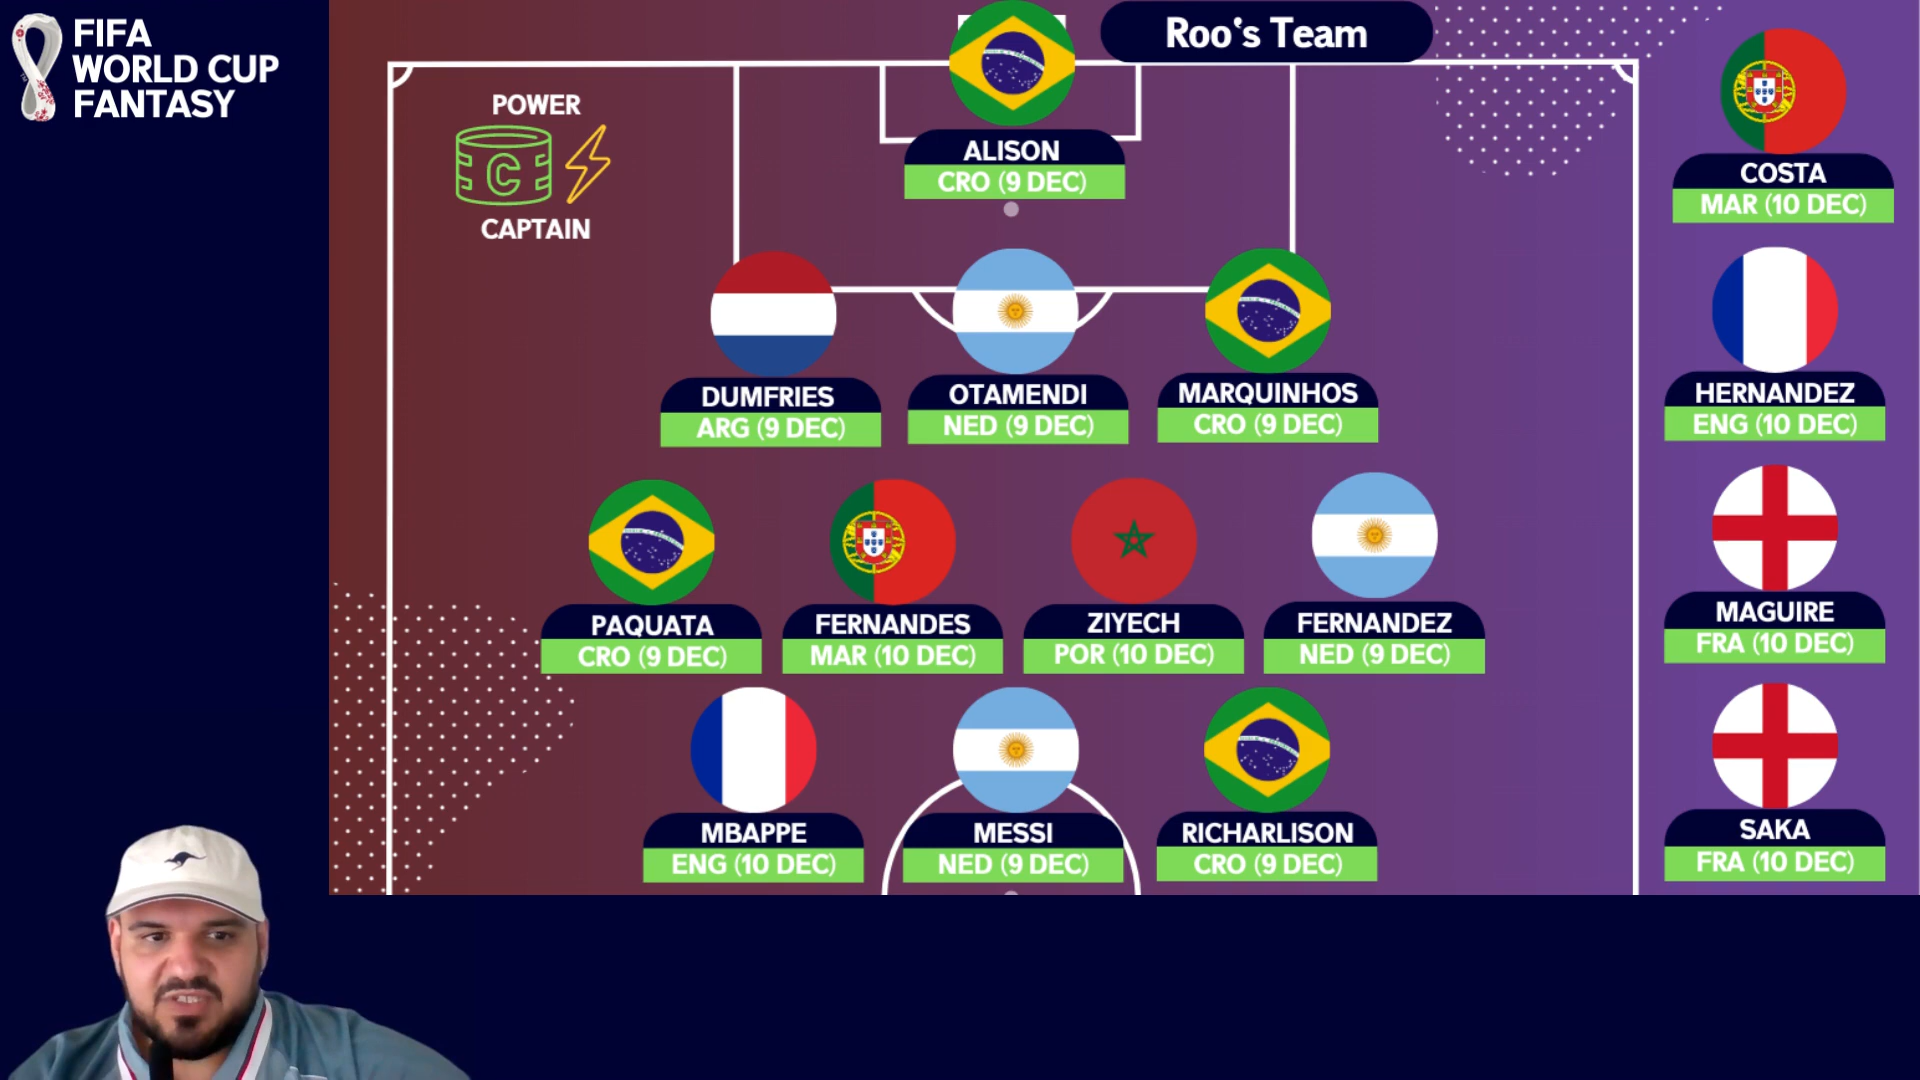 FIFA
WORLD CUP
FANTASY
Roo's Team
POWER
C
CAPTAIN
ALISON
CRO (9 DEC)
DUMFRIES
ARG (9 DEC)
OTAMENDI
NED (9 DEC)
MARQUINHOS
CRO (9 DEC)
PAQUATA
CRO (9 DEC)
FERNANDES
MAR (10 DEC)
ZIYECH
POR (10 DEC)
FERNANDEZ
NED (9 DEC)
MBAPPE
ENG (10 DEC)
MESSI
NED (9 DEC)
RICHARLISON
CRO (9 DEC)
COSTA
MAR (10 DEC)
HERNANDEZ
ENG (10 DEC)
MAGUIRE
FRA (10 DEC)
SAKA
FRA (10 DEC)